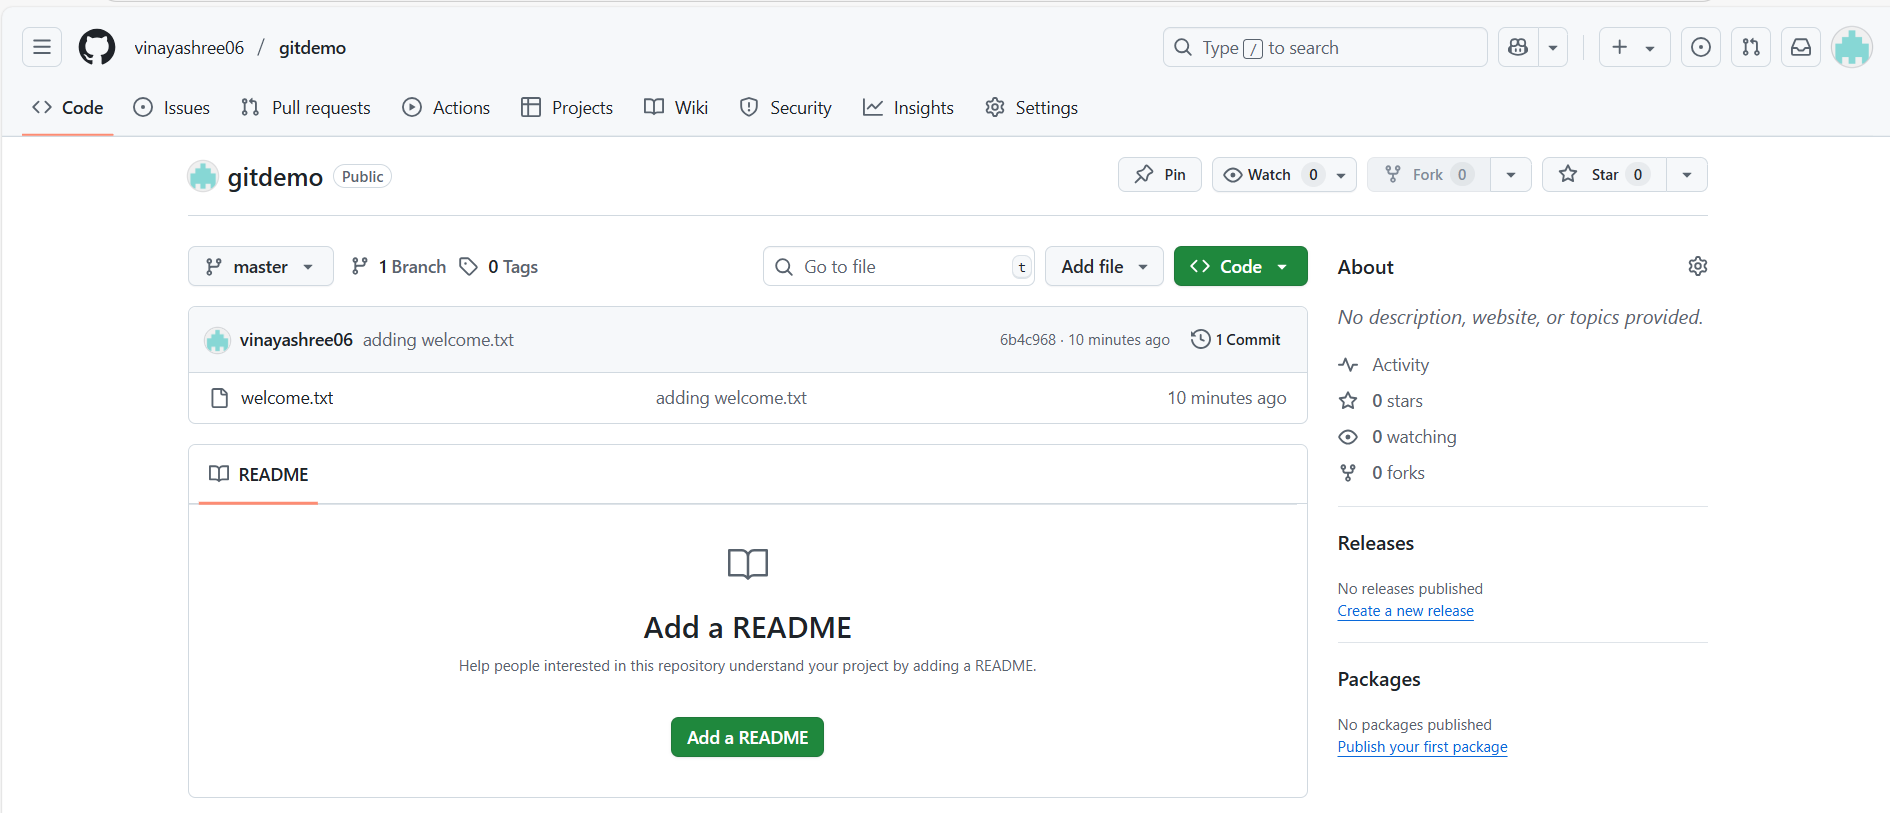 vinayashree06 / gitdemo
Type / to search
Code Issues Pull requests Actions Projects Wiki Security Insights Settings
gitdemo Public
Pin Watch 0 Fork 0 Star 0
master 1 Branch 0 Tags
Go to file t Add file Code
vinayashree06 adding welcome.txt 6b4c968 · 10 minutes ago 1 Commit
welcome.txt adding welcome.txt 10 minutes ago
README
Add a README
Help people interested in this repository understand your project by adding a README.
Add a README
About
No description, website, or topics provided.
Activity
0 stars
0 watching
0 forks
Releases
No releases published
Create a new release
Packages
No packages published
Publish your first package